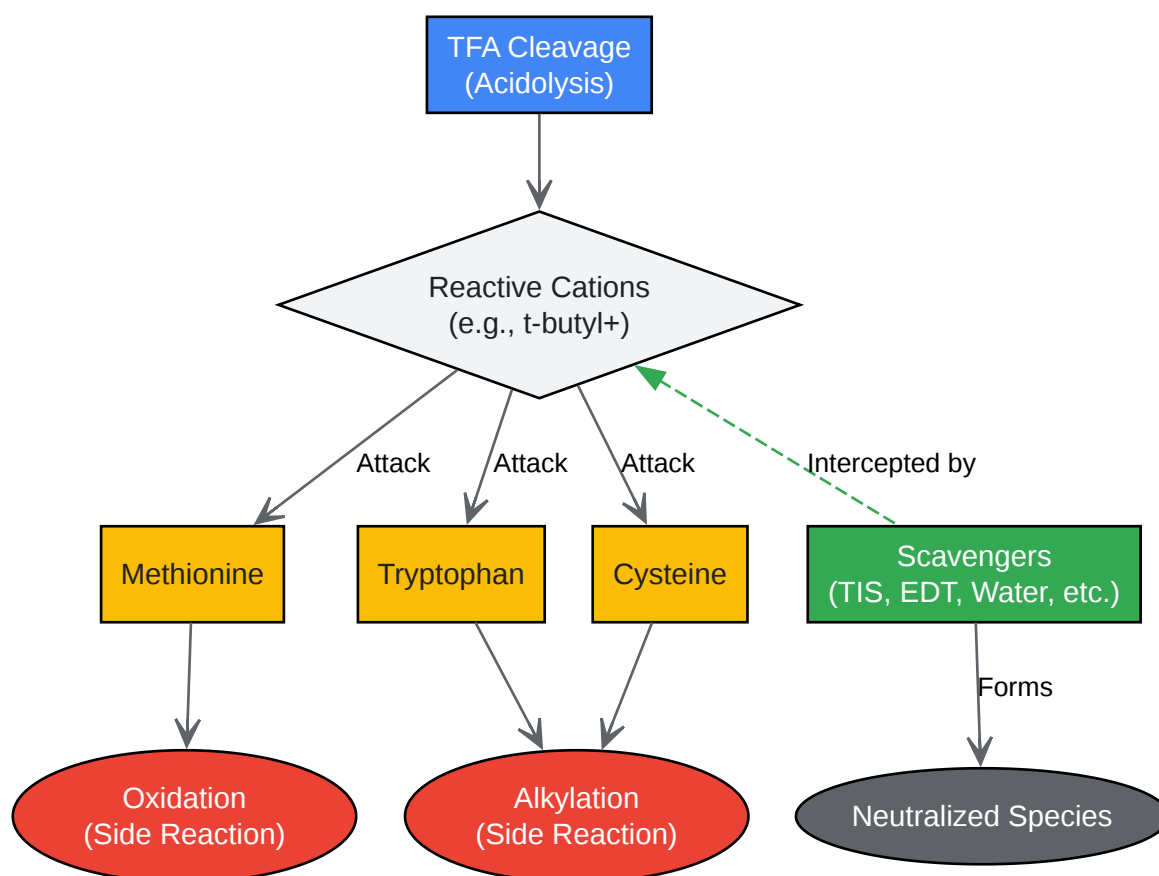 TFA Cleavage
(Acidolysis)
Reactive Cations
(e.g., t-butyl+)
Attack
Attack
Attack
Intercepted by
Methionine
Tryptophan
Cysteine
Scavengers
(TIS, EDT, Water, etc.)
Forms
Oxidation
(Side Reaction)
Alkylation
(Side Reaction)
Neutralized Species